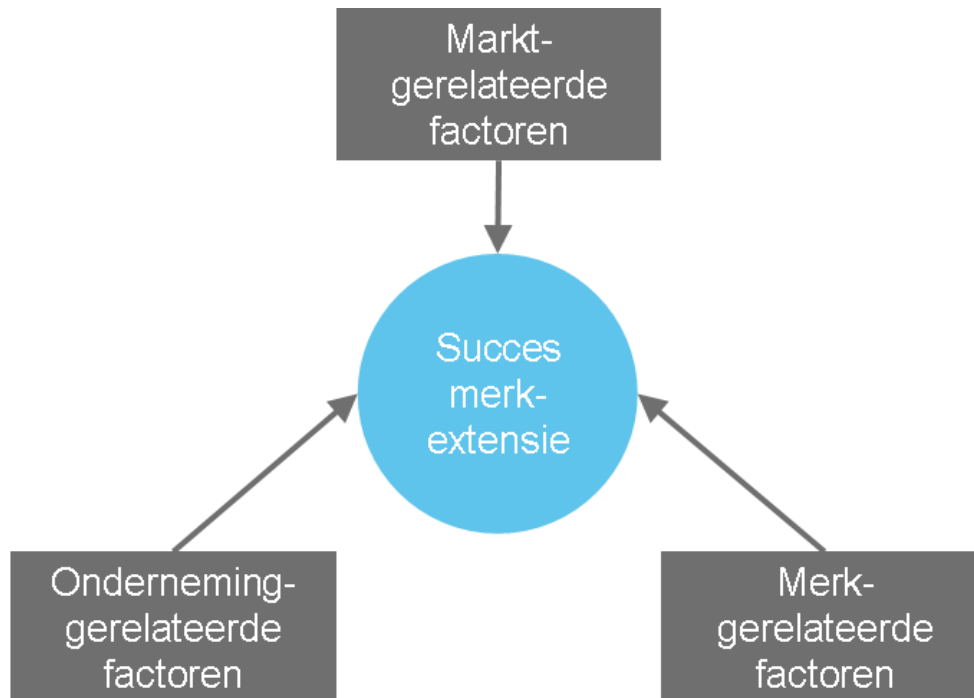 Markt-
gerelateerde
factoren
Succes
merk-
extensie
Onderneming-
gerelateerde
factoren
Merk-
gerelateerde
factoren